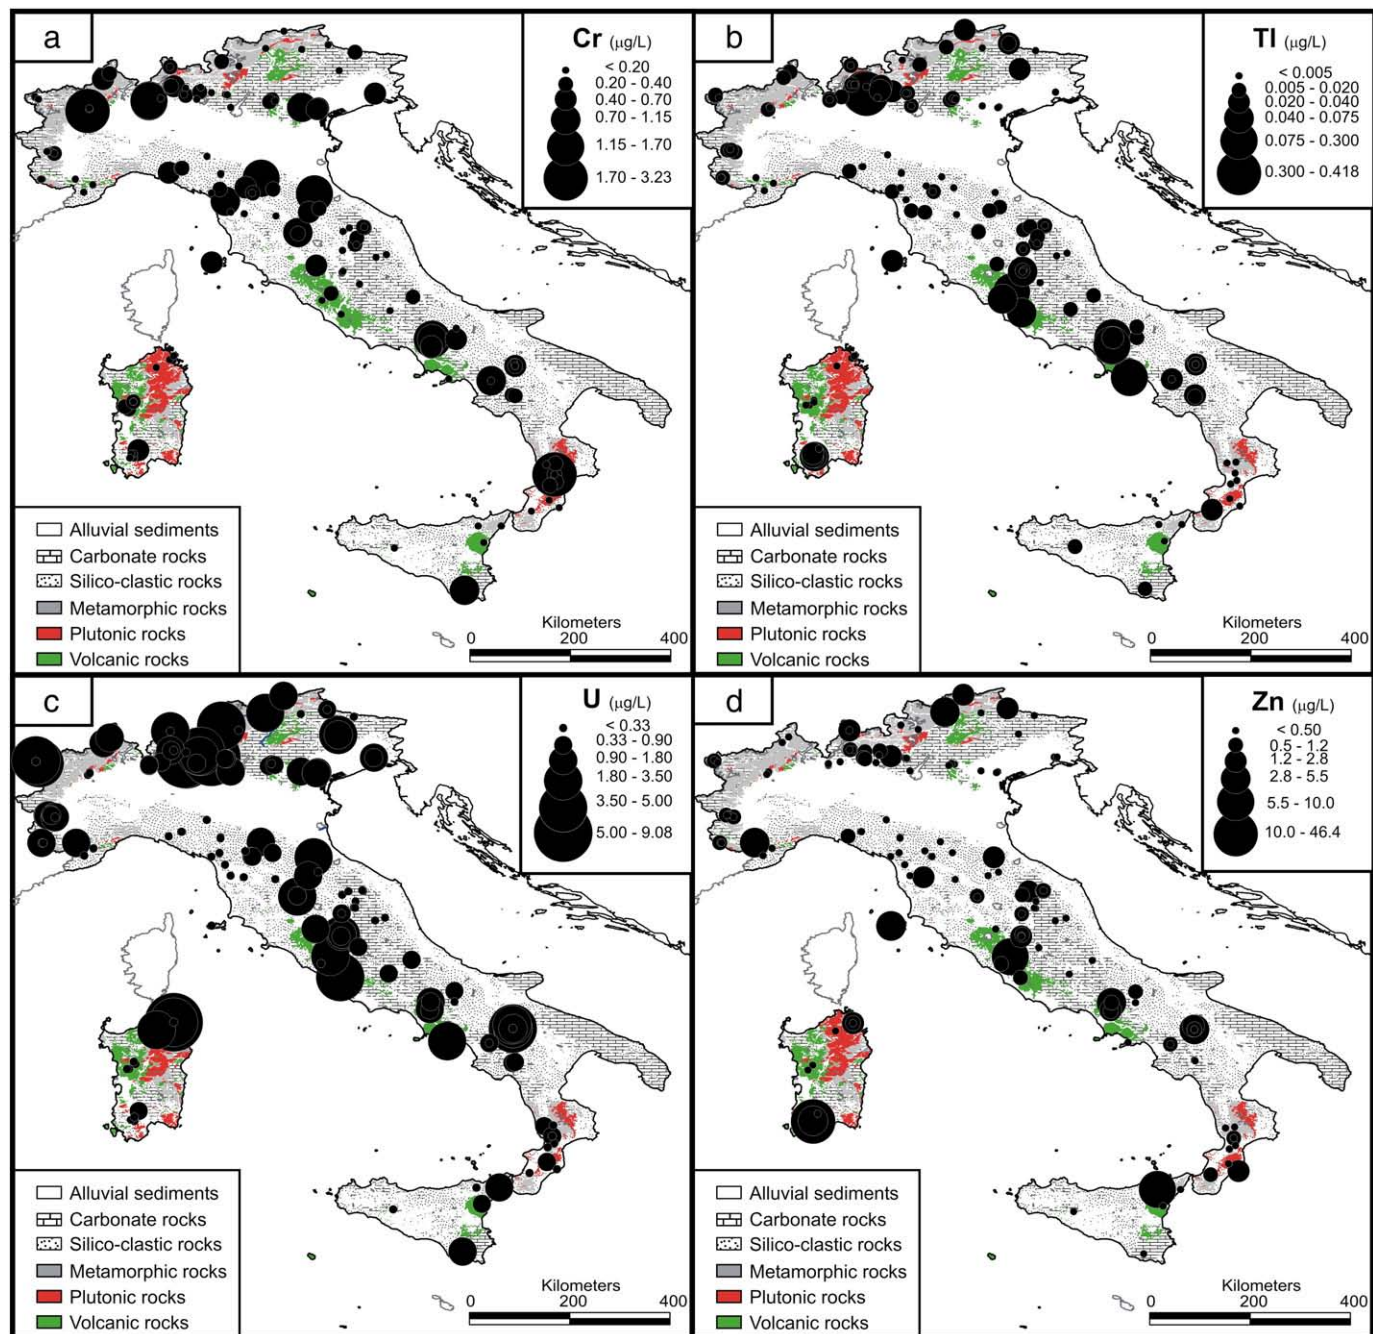 a
Cr (µg/L)
< 0.20
0.20 - 0.40
0.40 - 0.70
0.70 - 1.15
1.15 - 1.70
1.70 - 3.23
Alluvial sediments
Carbonate rocks
Silico-clastic rocks
Metamorphic rocks
Plutonic rocks
Volcanic rocks
Kilometers
0 200 400
b
Tl (µg/L)
< 0.005
0.005 - 0.020
0.020 - 0.040
0.040 - 0.075
0.075 - 0.300
0.300 - 0.418
Alluvial sediments
Carbonate rocks
Silico-clastic rocks
Metamorphic rocks
Plutonic rocks
Volcanic rocks
Kilometers
0 200 400
c
U (µg/L)
< 0.33
0.33 - 0.90
0.90 - 1.80
1.80 - 3.50
3.50 - 5.00
5.00 - 9.08
Alluvial sediments
Carbonate rocks
Silico-clastic rocks
Metamorphic rocks
Plutonic rocks
Volcanic rocks
Kilometers
0 200 400
d
Zn (µg/L)
< 0.50
0.5 - 1.2
1.2 - 2.8
2.8 - 5.5
5.5 - 10.0
10.0 - 46.4
Alluvial sediments
Carbonate rocks
Silico-clastic rocks
Metamorphic rocks
Plutonic rocks
Volcanic rocks
Kilometers
0 200 400